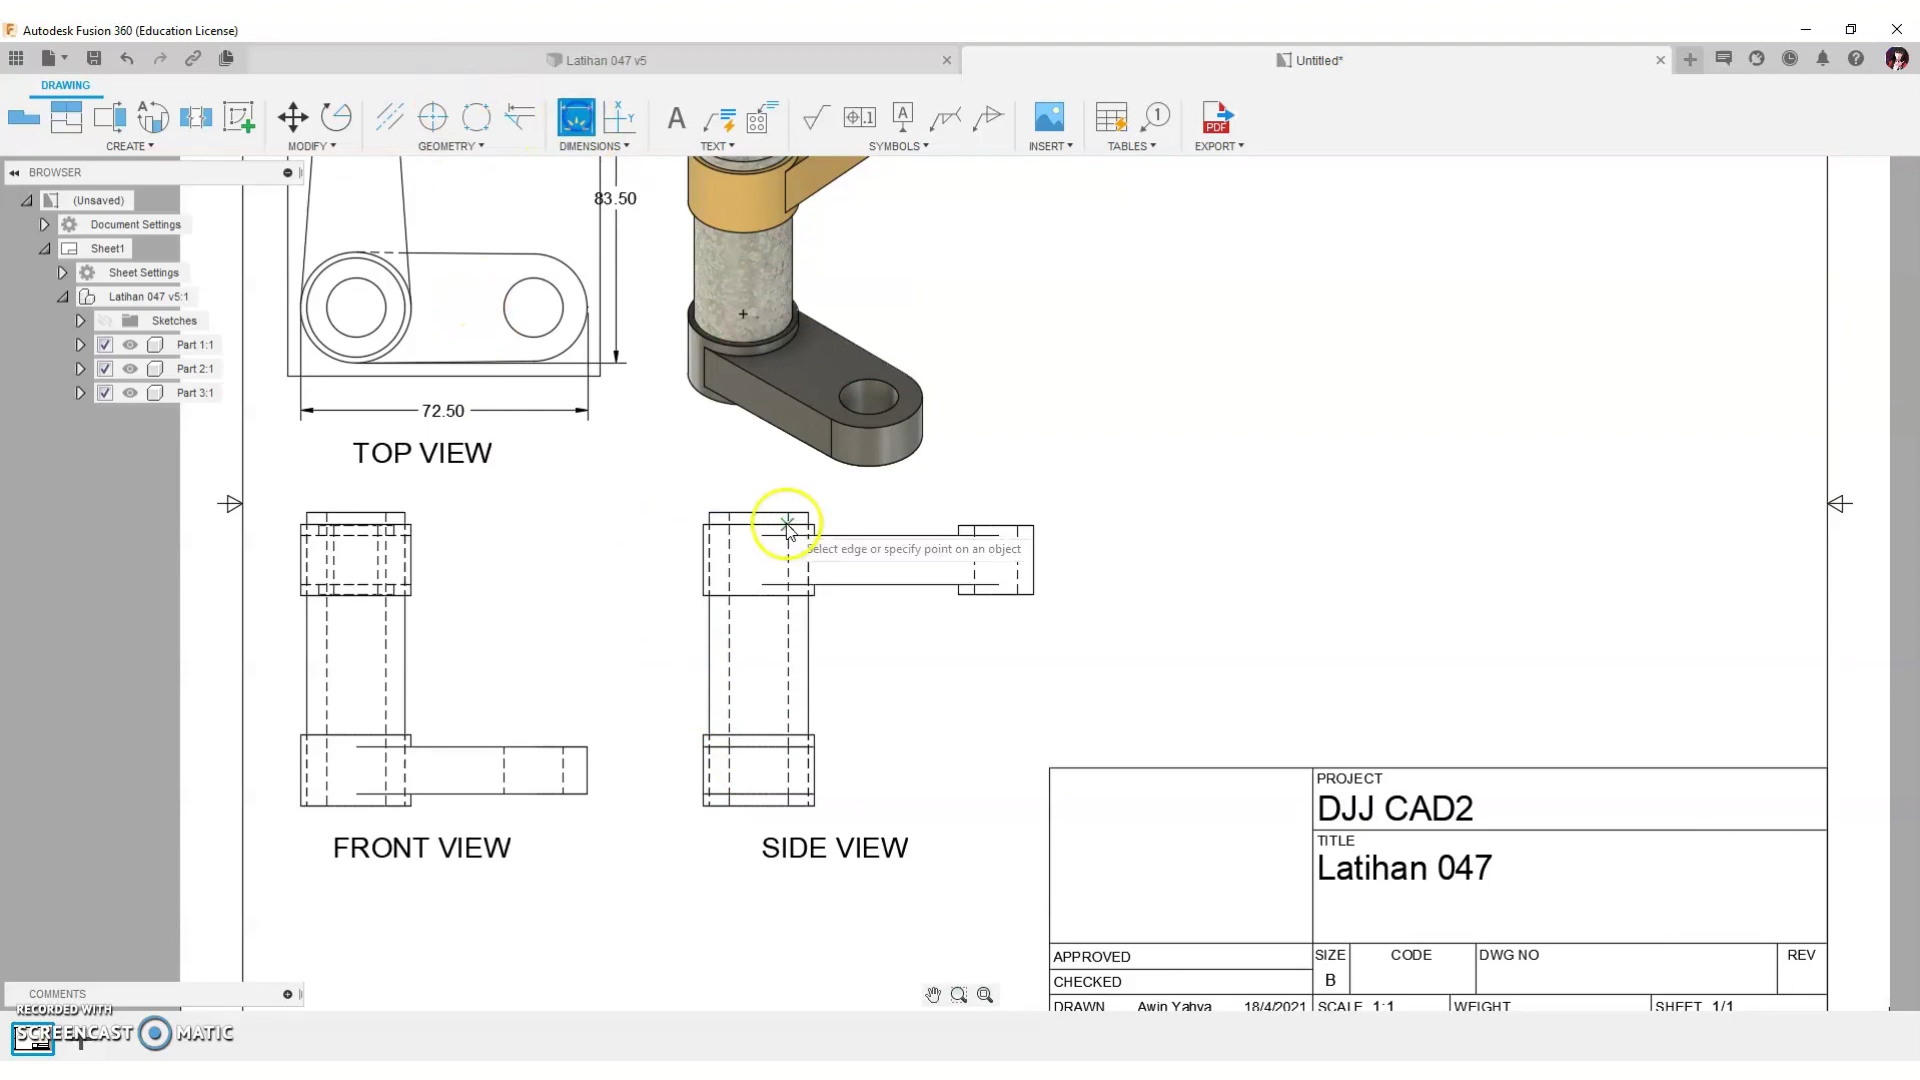 Autodesk Fusion 360 (Education License)
Latihan 047 v5
Untitled*
DRAWING
CREATE
MODIFY
GEOMETRY
DIMENSIONS
TEXT
SYMBOLS
INSERT
TABLES
EXPORT
PDF
BROWSER
(Unsaved)
Document Settings
Sheet1
Sheet Settings
Latihan 047 v5:1
Sketches
Part 1:1
Part 2:1
Part 3:1
83.50
72.50
TOP VIEW
Select edge or specify point on an object
FRONT VIEW
SIDE VIEW
PROJECT
DJJ CAD2
TITLE
Latihan 047
APPROVED
CHECKED
DRAWN Awin Yahya 18/4/2021
SIZE
B
CODE
DWG NO
REV
SCALE 1:1
WEIGHT
SHEET 1/1
COMMENTS
RECORDED WITH
SCREENCAST MATIC